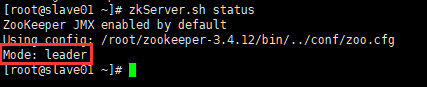 [root@slave01 ~]# zkServer.sh status
ZooKeeper JMX enabled by default
Using config: /root/zookeeper-3.4.12/bin/../conf/zoo.cfg
Mode: leader
[root@slave01 ~]#